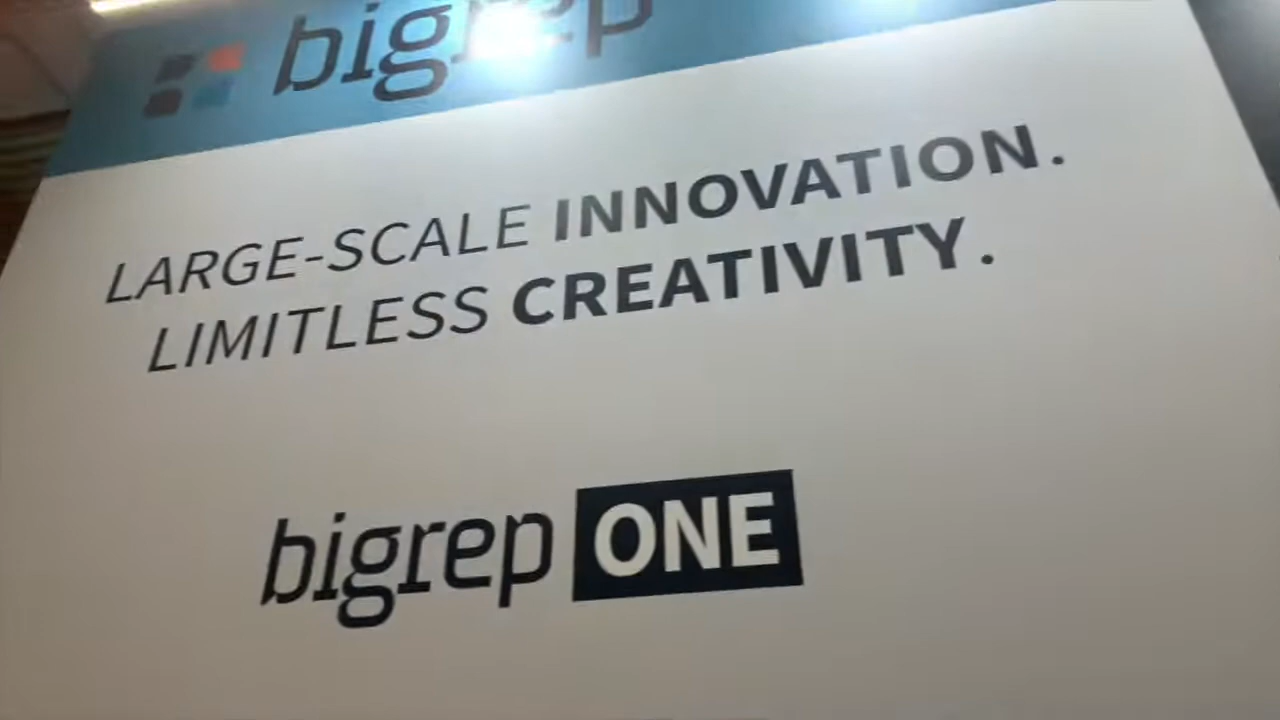 bigrep
LARGE-SCALE INNOVATION.
LIMITLESS CREATIVITY.
bigrep ONE